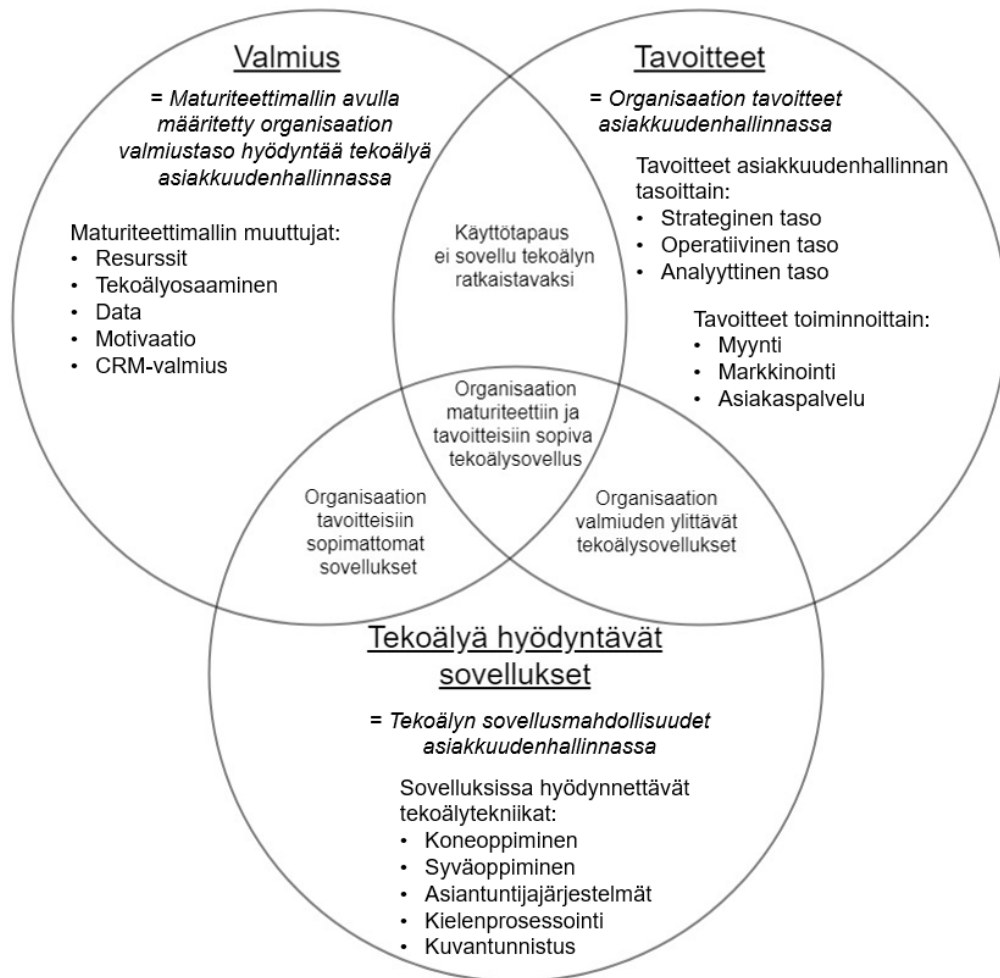 Valmius
= Maturiteettimallin avulla
määritetty organisaation
valmiustaso hyödyntää tekoälyä
asiakkuudenhallinnassa
Maturiteettimallin muuttujat:
• Resurssit
• Tekoälyosaaminen
• Data
• Motivaatio
• CRM-valmius
Tavoitteet
= Organisaation tavoitteet
asiakkuudenhallinnassa
Tavoitteet asiakkuudenhallinnan
tasoittain:
• Strateginen taso
• Operatiivinen taso
• Analyyttinen taso
Tavoitteet toiminnoittain:
• Myynti
• Markkinointi
• Asiakaspalvelu
Käyttötapaus
ei sovellu tekoälyn
ratkaistavaksi
Organisaation
maturiteettiin ja
tavoitteisiin sopiva
tekoälysovellus
Organisaation
tavoitteisiin
sopimattomat
sovellukset
Organisaation
valmiuden ylittävät
tekoälysovellukset
Tekoälyä hyödyntävät
sovellukset
= Tekoälyn sovellusmahdollisuudet
asiakkuudenhallinnassa
Sovelluksissa hyödynnettävät
tekoälytekniikat:
• Koneoppiminen
• Syväoppiminen
• Asiantuntijajärjestelmät
• Kielenprosessointi
• Kuvantunnistus